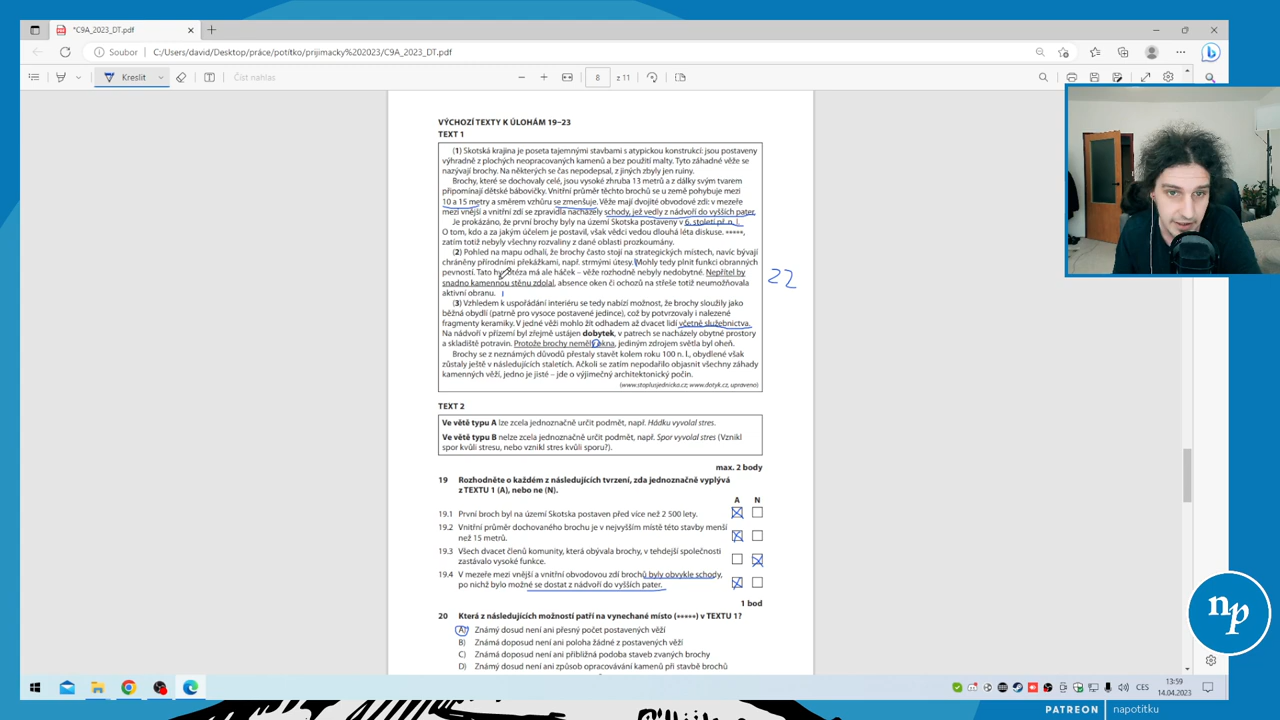 *C9A_2023_DT.pdf
Soubor C:/Users/david/Desktop/práce/potítko/prijimacky%202023/C9A_2023_DT.pdf
Kreslit Číst nahlas 8 z 11
VÝCHOZÍ TEXTY K ÚLOHÁM 19–23
TEXT 1
(1) Skotská krajina je poseta tajemnými stavbami s atypickou konstrukcí: jsou postaveny
výhradně z plochých neopracovaných kamenů a bez použití malty. Tyto záhadné věže se
nazývají brochy. Na některých se čas nepodepsal, z jiných zbyly jen ruiny.
Brochy, které se dochovaly celé, jsou vysoké zhruba 13 metrů a z dálky svým tvarem
připomínají dětské bábovičky. Vnitřní průměr těchto brochů se u země pohybuje mezi
10 a 15 metry a směrem vzhůru se zmenšuje. Věže mají dvojité obvodové zdi: v mezeře
mezi vnější a vnitřní zdí se zpravidla nacházely schody, jež vedly z nádvoří do vyšších pater.
Je prokázáno, že první brochy byly na území Skotska postaveny v 6. století př. n. l.
O tom, kdo a za jakým účelem je postavil, však vědci vedou dlouhá léta diskuse. *****,
zatím totiž nebyly všechny rozvaliny z dané oblasti prozkoumány.
(2) Pohled na mapu odhalí, že brochy často stojí na strategických místech, navíc bývají
chráněny přírodními překážkami, např. strmými útesy. Mohly tedy plnit funkci obranných
pevností. Tato hypotéza má ale háček – věže rozhodně nebyly nedobytné. Nepřítel by
snadno kamennou stěnu zdolal, absence oken či ochozů na střeše totiž neumožňovala
aktivní obranu.
22
(3) Vzhledem k uspořádání interiéru se tedy nabízí možnost, že brochy sloužily jako
běžná obydlí (patrně pro vysoce postavené jedince), což by potvrzovaly i nalezené
fragmenty keramiky. V jedné věži mohlo žít odhadem až dvacet lidí včetně služebnictva.
Na nádvoří v přízemí byl zřejmě ustájen dobytek, v patrech se nacházely obytné prostory
a skladiště potravin. Protože brochy neměly okna, jediným zdrojem světla byl oheň.
Brochy se z neznámých důvodů přestaly stavět kolem roku 100 n. l., obydlené však
zůstaly ještě v následujících staletích. Ačkoli se zatím nepodařilo objasnit všechny záhady
kamenných věží, jedno je jisté – jde o výjimečný architektonický počin.
(www.stoplusjednicka.cz; www.dotyk.cz, upraveno)
TEXT 2
Ve větě typu A lze zcela jednoznačně určit podmět, např. Hádku vyvolal stres.
Ve větě typu B nelze zcela jednoznačně určit podmět, např. Spor vyvolal stres (Vznikl
spor kvůli stresu, nebo vznikl stres kvůli sporu?).
max. 2 body
19 Rozhodněte o každém z následujících tvrzení, zda jednoznačně vyplývá
z TEXTU 1 (A), nebo ne (N).
A N
19.1 První broch byl na území Skotska postaven před více než 2 500 lety.
19.2 Vnitřní průměr dochovaného brochu je v nejvyšším místě této stavby menší
než 15 metrů.
19.3 Všech dvacet členů komunity, která obývala brochy, v tehdejší společnosti
zastávalo vysoké funkce.
19.4 V mezeře mezi vnější a vnitřní obvodovou zdí brochů byly obvykle schody,
po nichž bylo možné se dostat z nádvoří do vyšších pater.
1 bod
20 Která z následujících možností patří na vynechané místo (*****) v TEXTU 1?
A) Známý dosud není ani přesný počet postavených věží
B) Známá doposud není ani poloha žádné z postavených věží
C) Známá doposud není ani přibližná podoba staveb zvaných brochy
D) Známý dosud není ani způsob opracovávání kamenů při stavbě brochů
np
CES
13:59
14.04.2023
PATREON napotitku